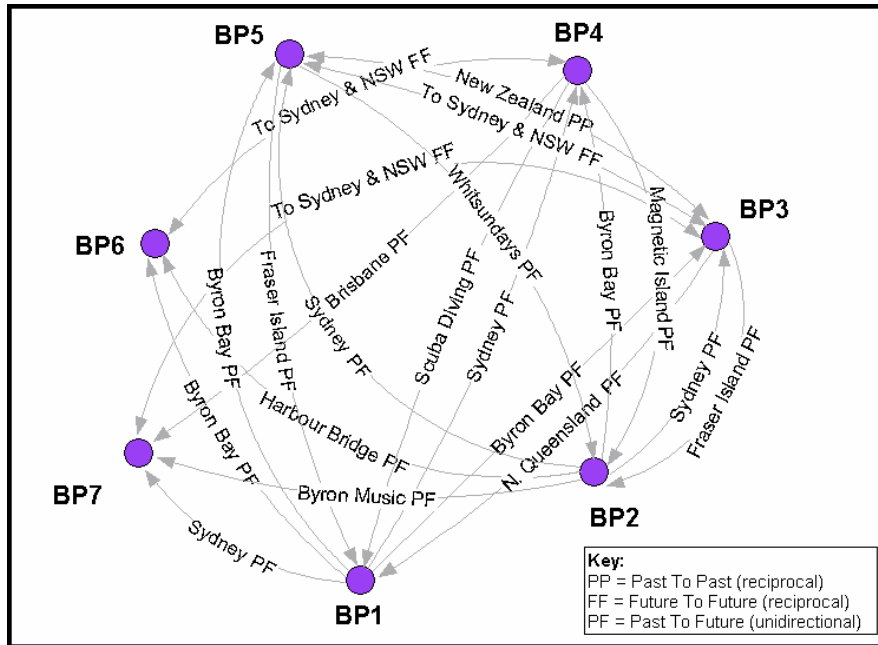 BP5
BP4
To Sydney & NSW FF
New Zealand PP
To Sydney & NSW FF
To Sydney & NSW FF
Whitsundays PF
Magnetic Island PF
Byron Bay PF
BP3
BP6
Brisbane PF
Byron Bay PF
Fraser Island PF
Sydney PF
Scuba Diving PF
Sydney PF
Byron Bay PF
N. Queensland PF
Sydney PF
Fraser Island PF
Byron Bay PF
Harbour Bridge PF
BP7
Byron Music PF
BP2
Sydney PF
BP1
Key:
PP = Past To Past (reciprocal)
FF = Future To Future (reciprocal)
PF = Past To Future (unidirectional)